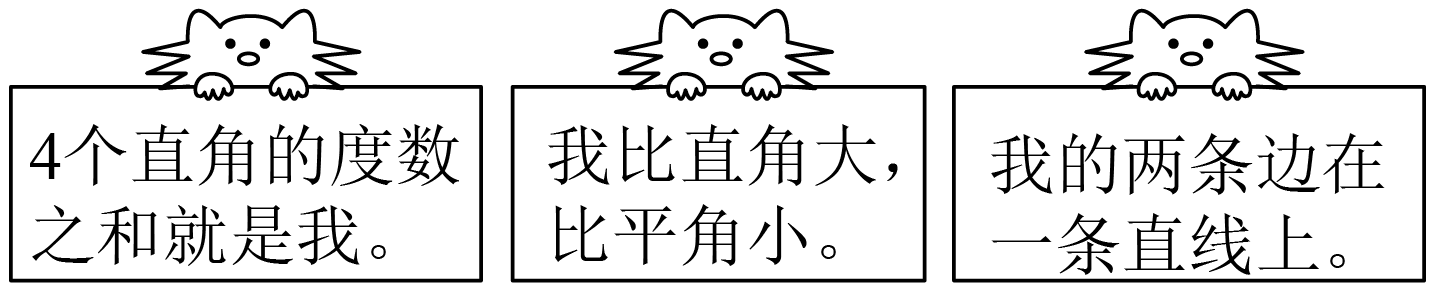 4个直角的度数
之和就是我。
我比直角大，
比平角小。
我的两条边在
一条直线上。